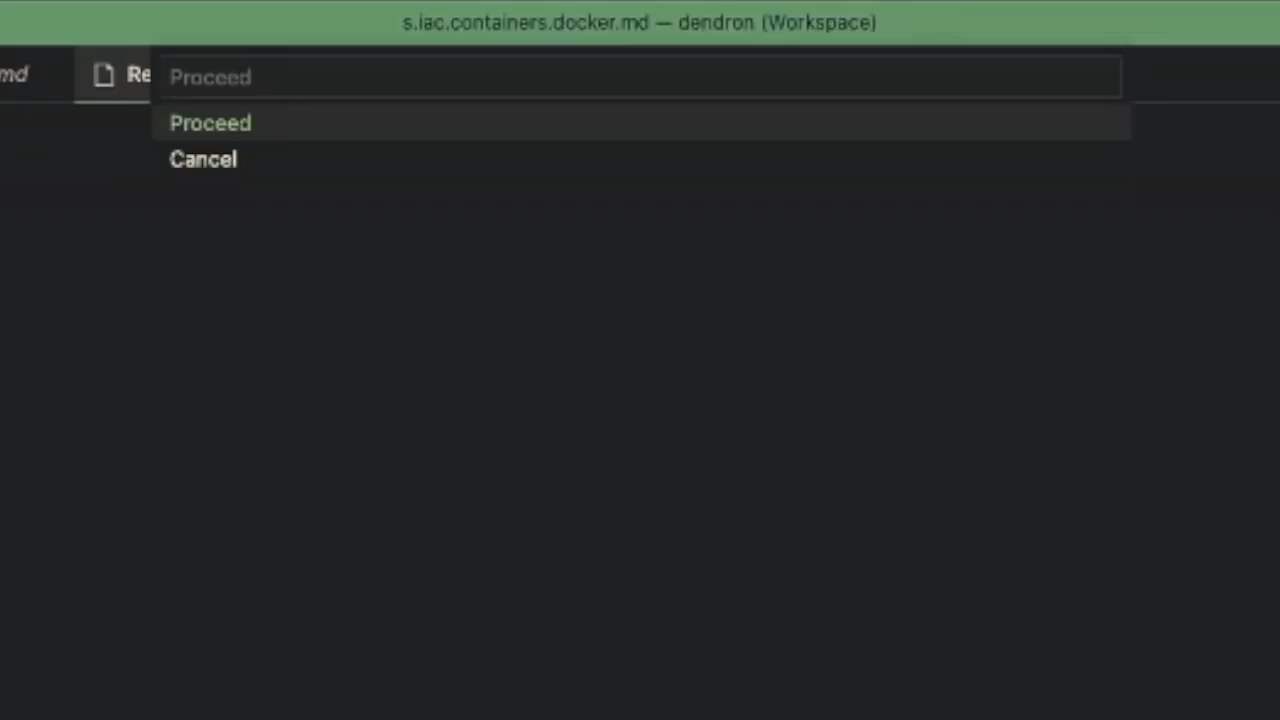 s.iac.containers.docker.md — dendron (Workspace)
md Re Proceed
Proceed
Cancel